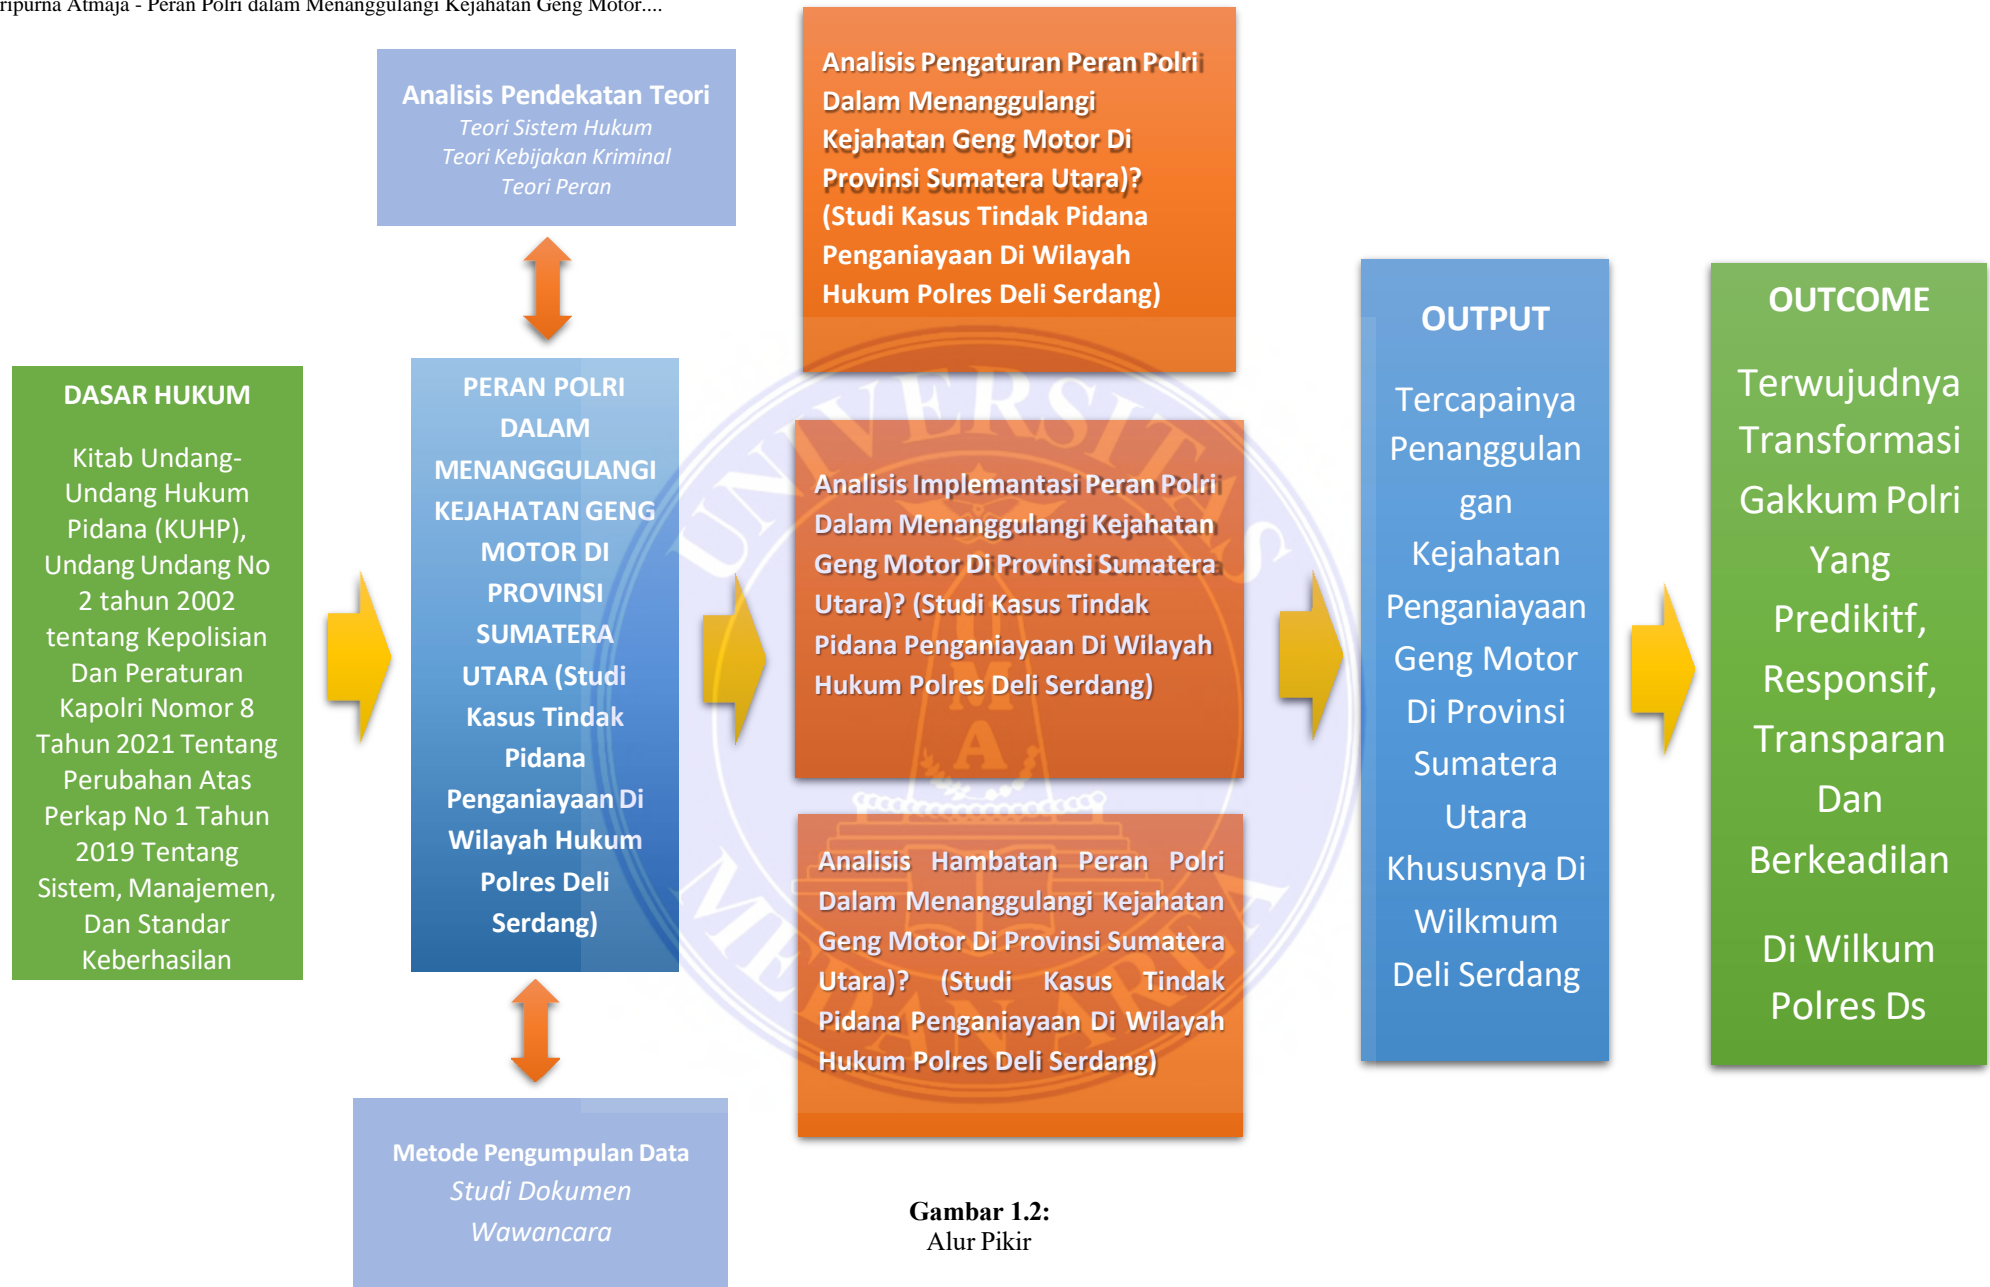 ripurna Atmaja - Peran Polri dalam Menanggulangi Kejahatan Geng Motor....
Analisis Pendekatan Teori
Teori Sistem Hukum
Teori Kebijakan Kriminal
Teori Peran
DASAR HUKUM
Kitab Undang-
Undang Hukum
Pidana (KUHP),
Undang Undang No
2 tahun 2002
tentang Kepolisian
Dan Peraturan
Kapolri Nomor 8
Tahun 2021 Tentang
Perubahan Atas
Perkap No 1 Tahun
2019 Tentang
Sistem, Manajemen,
Dan Standar
Keberhasilan
PERAN POLRI
DALAM
MENANGGULANGI
KEJAHATAN GENG
MOTOR DI
PROVINSI
SUMATERA
UTARA (Studi
Kasus Tindak
Pidana
Penganiayaan Di
Wilayah Hukum
Polres Deli
Serdang)
Metode Pengumpulan Data
Studi Dokumen
Wawancara
Analisis Pengaturan Peran Polri
Dalam Menanggulangi
Kejahatan Geng Motor Di
Provinsi Sumatera Utara)?
(Studi Kasus Tindak Pidana
Penganiayaan Di Wilayah
Hukum Polres Deli Serdang)
Analisis Implemantasi Peran Polri
Dalam Menanggulangi Kejahatan
Geng Motor Di Provinsi Sumatera
Utara)? (Studi Kasus Tindak
Pidana Penganiayaan Di Wilayah
Hukum Polres Deli Serdang)
Analisis Hambatan Peran Polri
Dalam Menanggulangi Kejahatan
Geng Motor Di Provinsi Sumatera
Utara)? (Studi Kasus Tindak
Pidana Penganiayaan Di Wilayah
Hukum Polres Deli Serdang)
OUTPUT
Tercapainya
Penanggulan
gan
Kejahatan
Penganiayaan
Geng Motor
Di Provinsi
Sumatera
Utara
Khususnya Di
Wilkmum
Deli Serdang
OUTCOME
Terwujudnya
Transformasi
Gakkum Polri
Yang
Predikitf,
Responsif,
Transparan
Dan
Berkeadilan
Di Wilkum
Polres Ds
UNIVERSITAS
MEDAN AREA
UMA
Gambar 1.2:
Alur Pikir